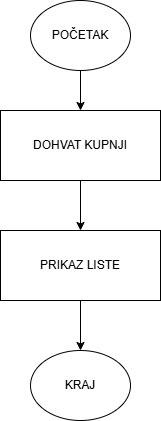 POČETAK
DOHVAT KUPNJI
PRIKAZ LISTE
KRAJ